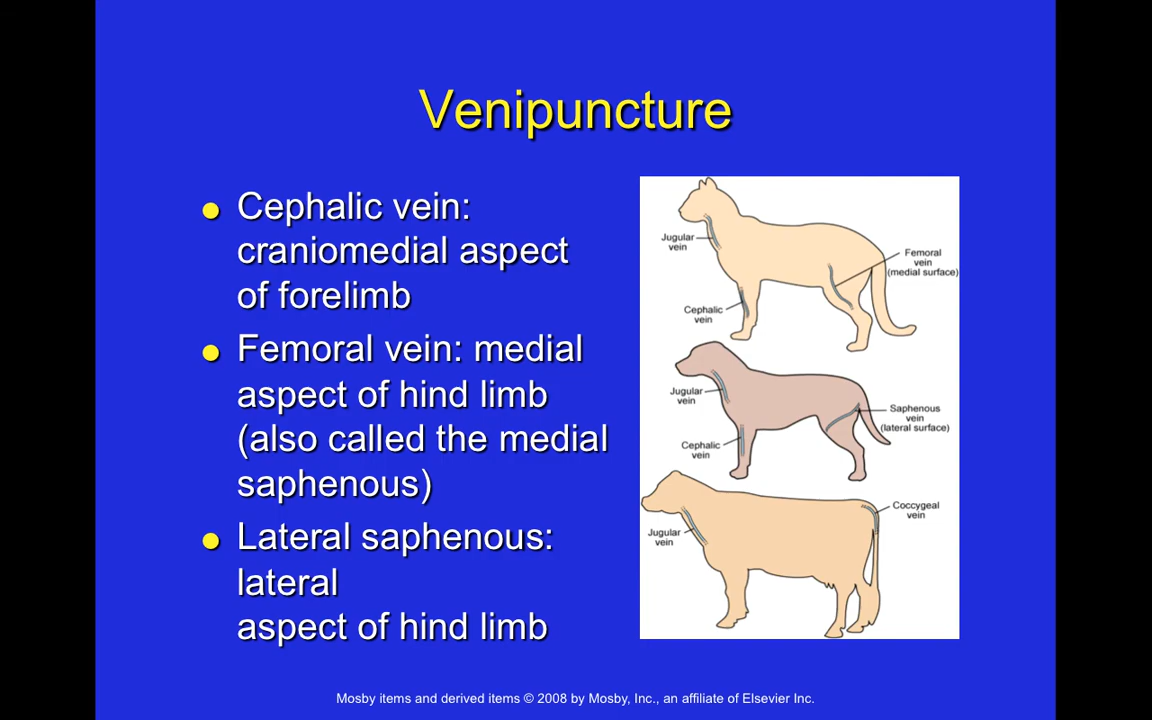 Venipuncture
Cephalic vein:
craniomedial aspect
of forelimb
Femoral vein: medial
aspect of hind limb
(also called the medial
saphenous)
Lateral saphenous:
lateral
aspect of hind limb
Jugular
vein
Femoral
vein
(medial surface)
Cephalic
vein
Jugular
vein
Saphenous
vein
(lateral surface)
Cephalic
vein
Coccygeal
vein
Jugular
vein
Mosby items and derived items © 2008 by Mosby, Inc., an affiliate of Elsevier Inc.